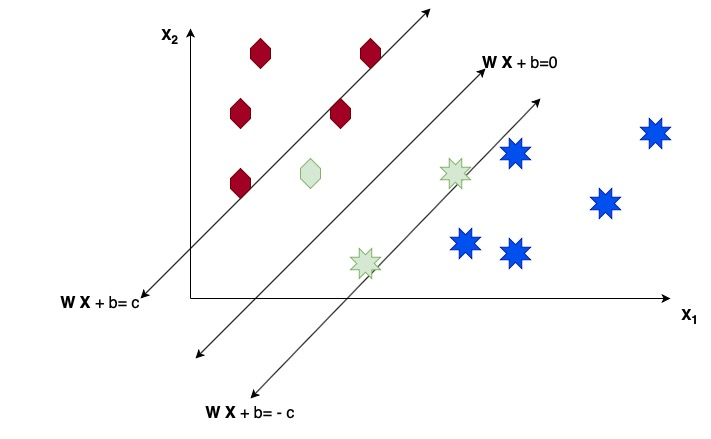 X2
W X + b=0
W X + b= c
X1
W X + b= - c